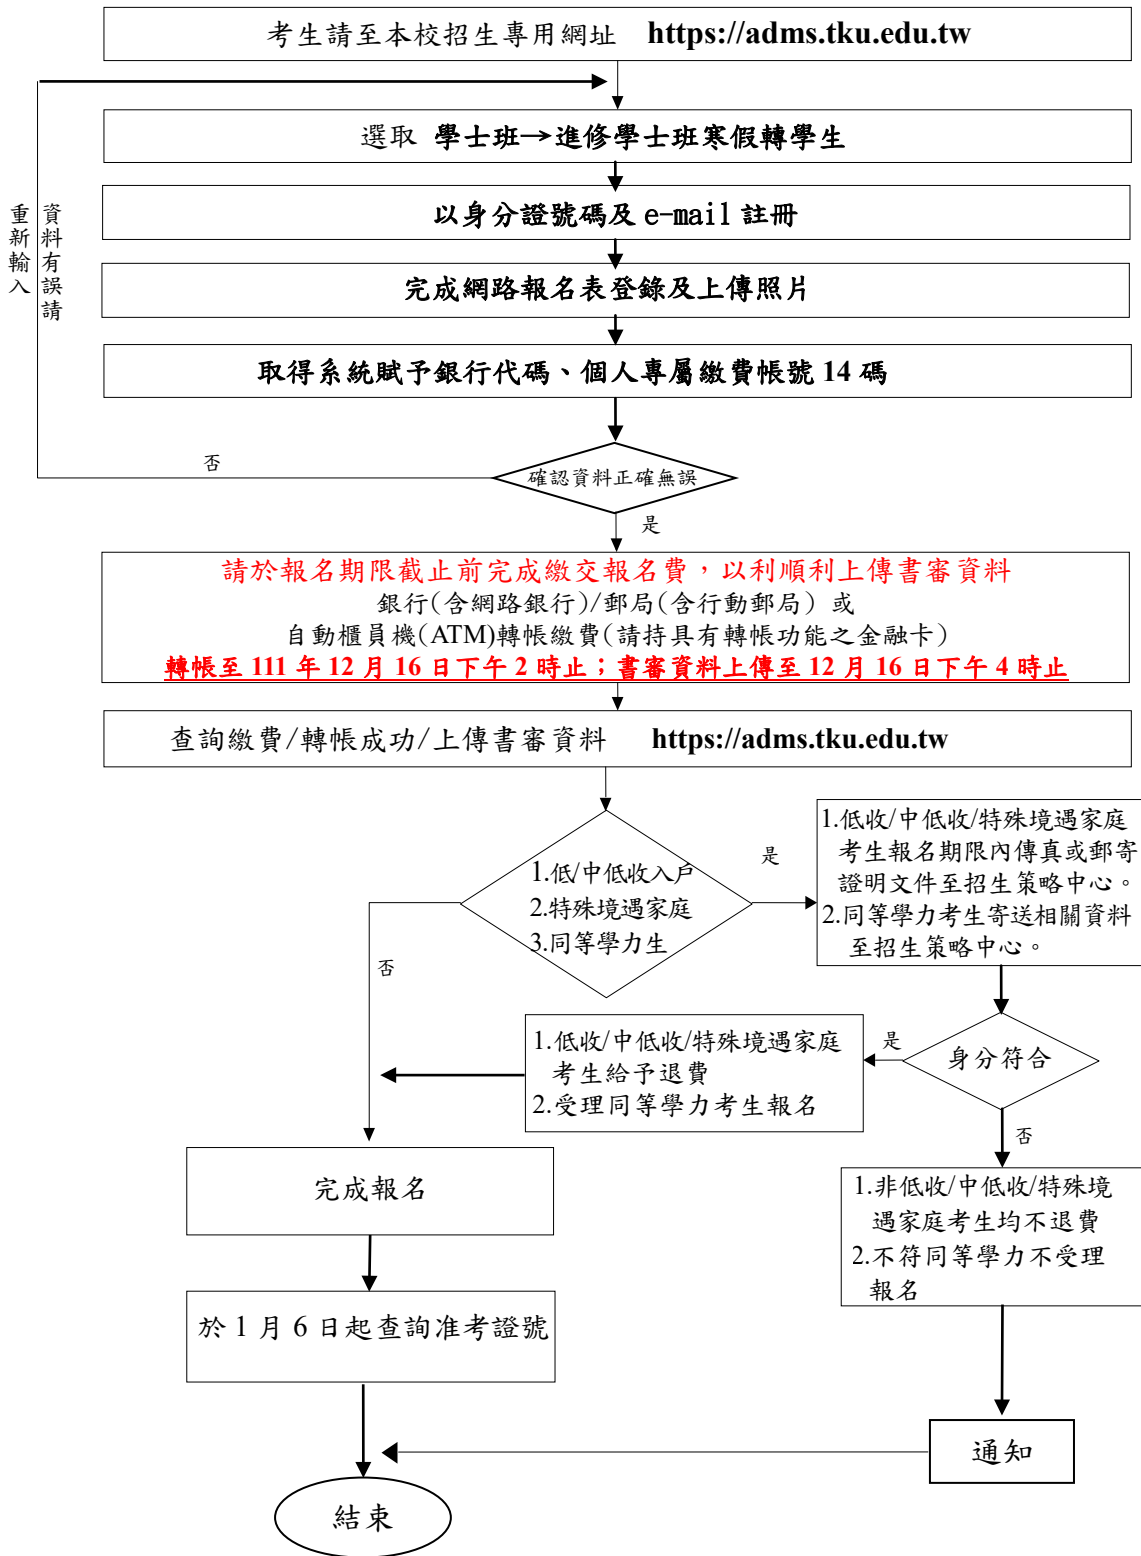 考生請至本校招生專用網址 https://adms.tku.edu.tw
選取 學士班→進修學士班寒假轉學生
以身分證號碼及 e-mail 註冊
完成網路報名表登錄及上傳照片
取得系統賦予銀行代碼、個人專屬繳費帳號 14 碼
資料有誤請
重新輸入
否
確認資料正確無誤
是
請於報名期限截止前完成繳交報名費，以利順利上傳書審資料
銀行(含網路銀行)/郵局(含行動郵局) 或
自動櫃員機(ATM)轉帳繳費(請持具有轉帳功能之金融卡)
轉帳至 111 年 12 月 16 日下午 2 時止；書審資料上傳至 12 月 16 日下午 4 時止
查詢繳費/轉帳成功/上傳書審資料 https://adms.tku.edu.tw
1.低/中低收入戶
2.特殊境遇家庭
3.同等學力生
是
1.低收/中低收/特殊境遇家庭
考生報名期限內傳真或郵寄
證明文件至招生策略中心。
2.同等學力考生寄送相關資料
至招生策略中心。
否
身分符合
是
1.低收/中低收/特殊境遇家庭
考生給予退費
2.受理同等學力考生報名
否
完成報名
1.非低收/中低收/特殊境
遇家庭考生均不退費
2.不符同等學力不受理
報名
於 1 月 6 日起查詢准考證號
通知
結束